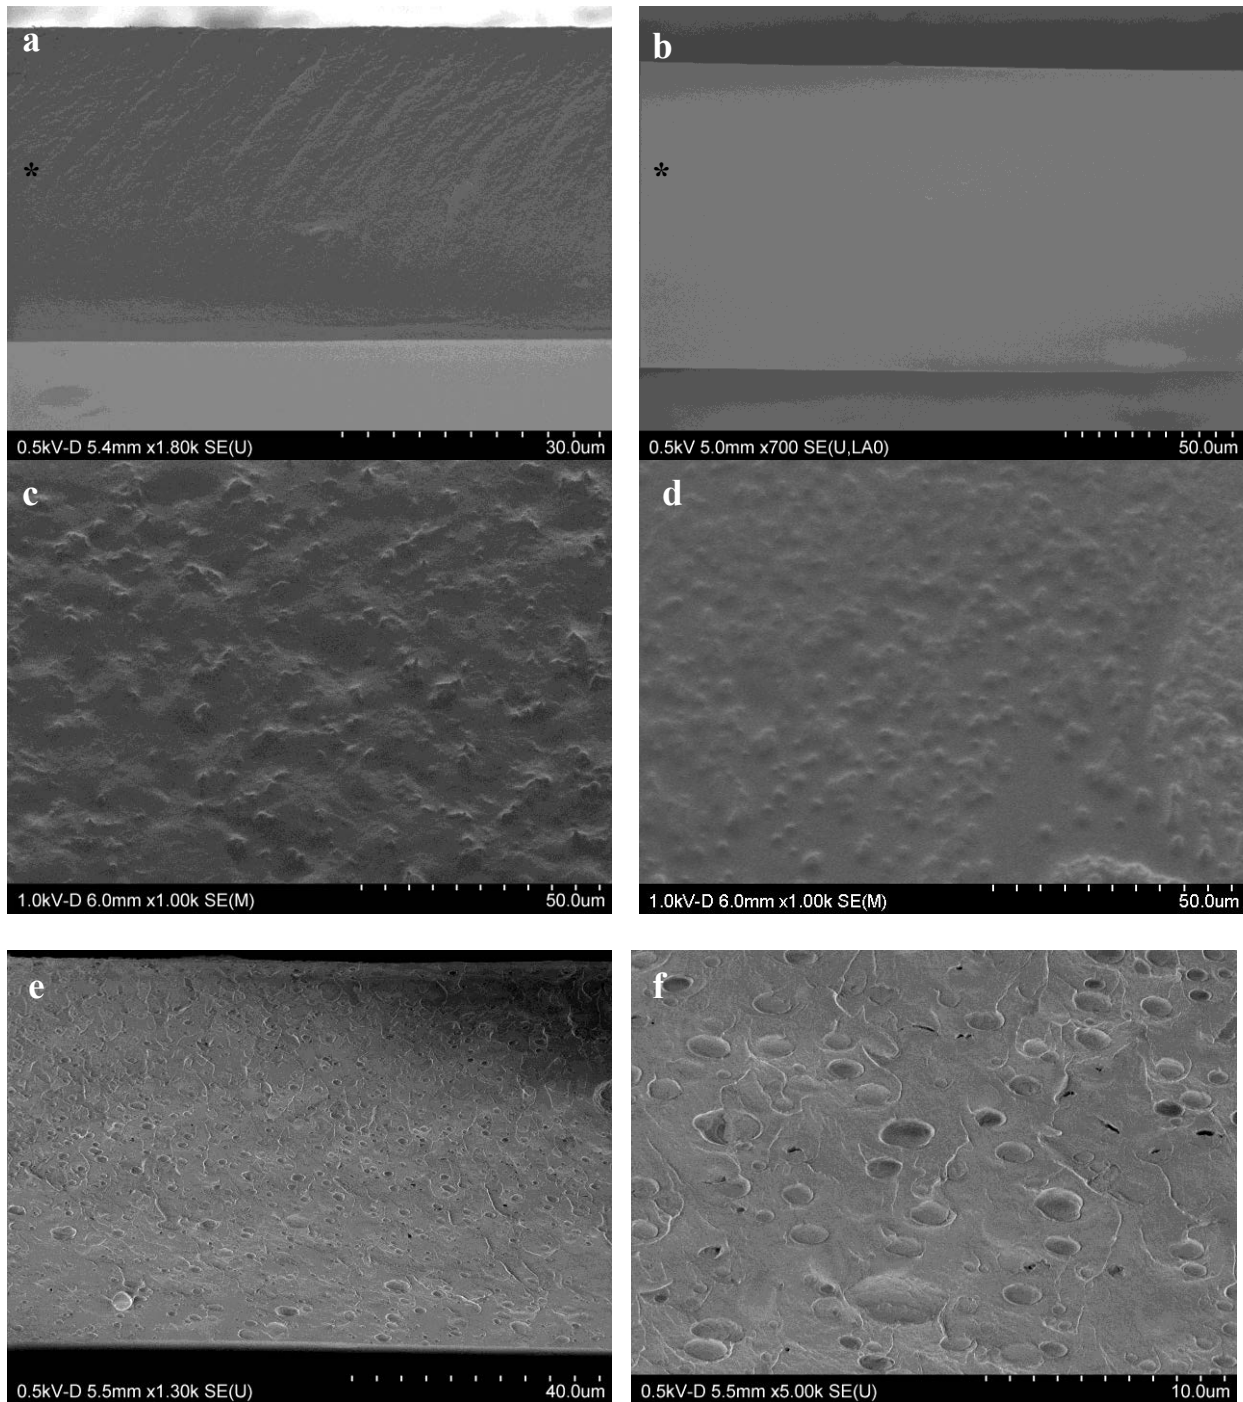 a
*
0.5kV-D 5.4mm x1.80k SE(U) 30.0um
b
*
0.5kV 5.0mm x700 SE(U,LA0) 50.0um
c
1.0kV-D 6.0mm x1.00k SE(M) 50.0um
d
1.0kV-D 6.0mm x1.00k SE(M) 50.0um
e
0.5kV-D 5.5mm x1.30k SE(U) 40.0um
f
0.5kV-D 5.5mm x5.00k SE(U) 10.0um